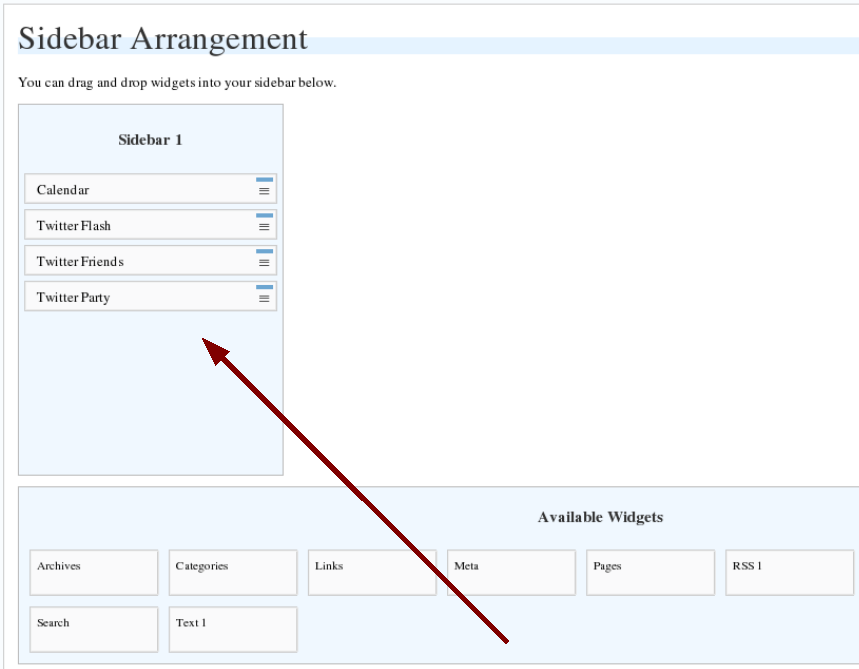 Sidebar Arrangement
You can drag and drop widgets into your sidebar below.
Sidebar 1
Calendar
Twitter Flash
Twitter Friends
Twitter Party
Available Widgets
Archives Categories Links Meta Pages RSS 1
Search Text 1